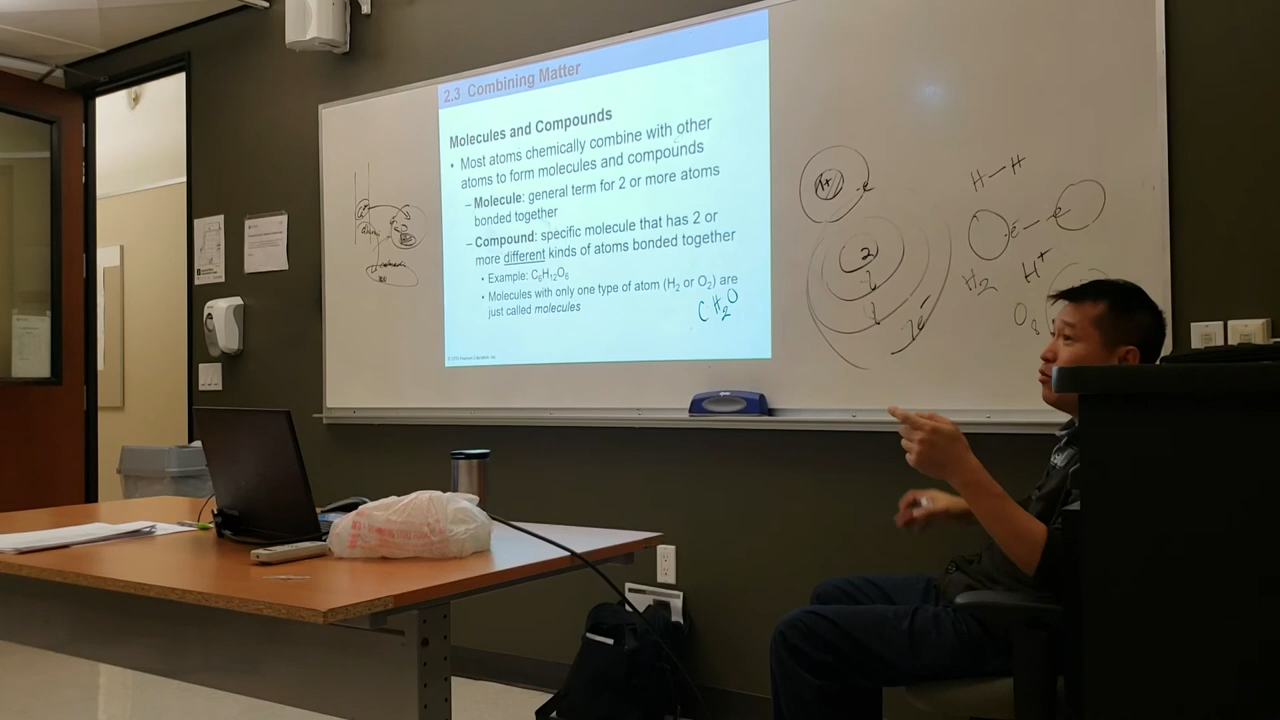 2.3 Combining Matter
Molecules and Compounds
• Most atoms chemically combine with other
atoms to form molecules and compounds
– Molecule: general term for 2 or more atoms
bonded together
– Compound: specific molecule that has 2 or
more different kinds of atoms bonded together
• Example: C₆H₁₂O₆
• Molecules with only one type of atom (H₂ or O₂) are
just called molecules
CH₂O
1+
e
2
H–H
e–e
H₂
H⁺
O₈